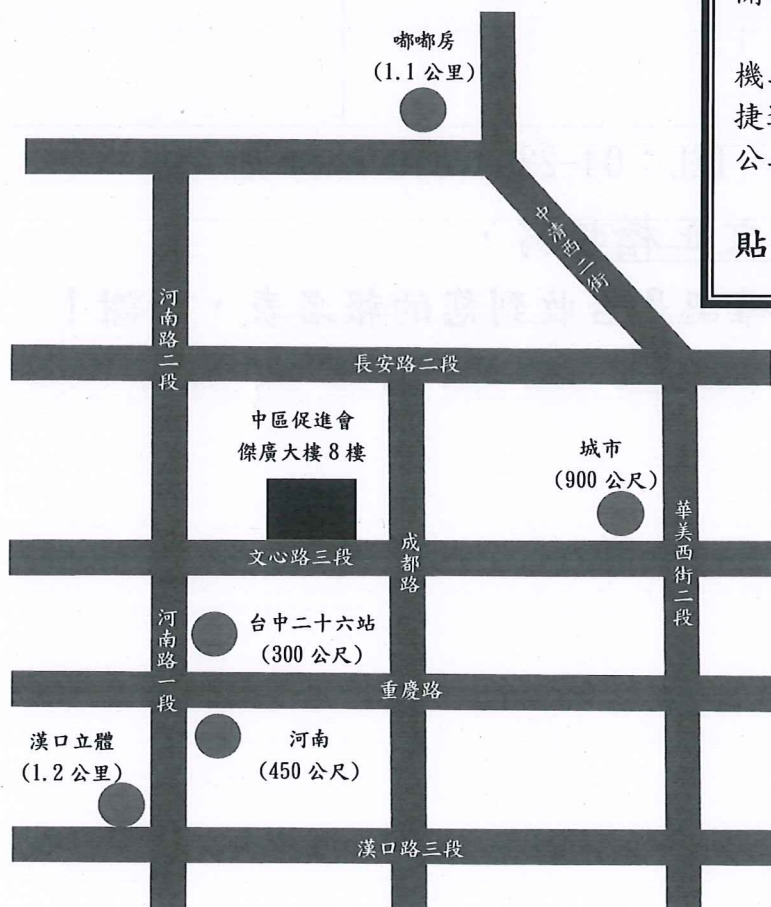 嘟嘟房
(1.1 公里)
中清西二街
河南路二段
長安路二段
中區促進會
傑廣大樓 8 樓
城市
(900 公尺)
華美西街二段
文心路三段
成都路
河南路一段
台中二十六站
(300 公尺)
重慶路
漢口立體
(1.2 公里)
河南
(450 公尺)
漢口路三段
機
捷
公
貼